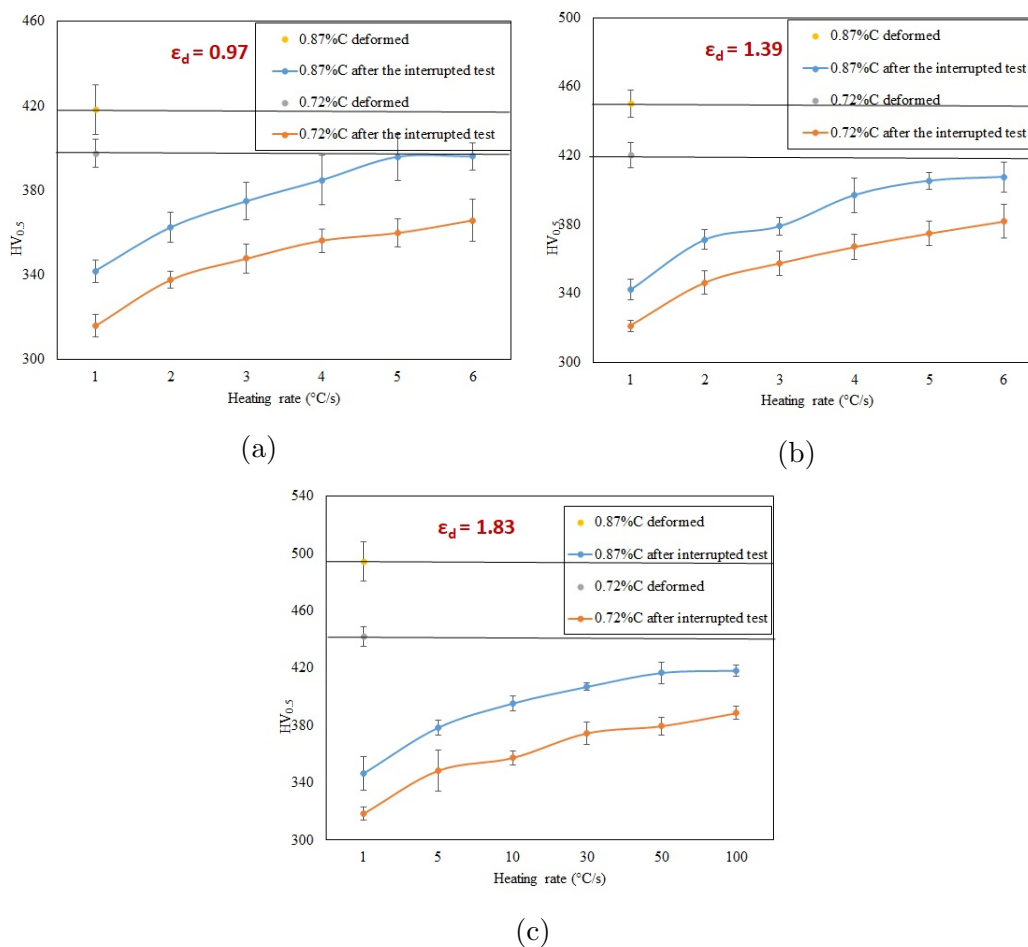 460
420
380
340
300
HV0.5
εd = 0.97
0.87%C deformed
0.87%C after the interrupted test
0.72%C deformed
0.72%C after the interrupted test
1 2 3 4 5 6
Heating rate (°C/s)
(a)
500
460
420
380
340
300
HV0.5
εd = 1.39
0.87%C deformed
0.87%C after the interrupted test
0.72%C deformed
0.72%C after the interrupted test
1 2 3 4 5 6
Heating rate (°C/s)
(b)
540
500
460
420
380
340
300
HV0.5
εd = 1.83
0.87%C deformed
0.87%C after interrupted test
0.72%C deformed
0.72%C after interrupted test
1 5 10 30 50 100
Heating rate (°C/s)
(c)